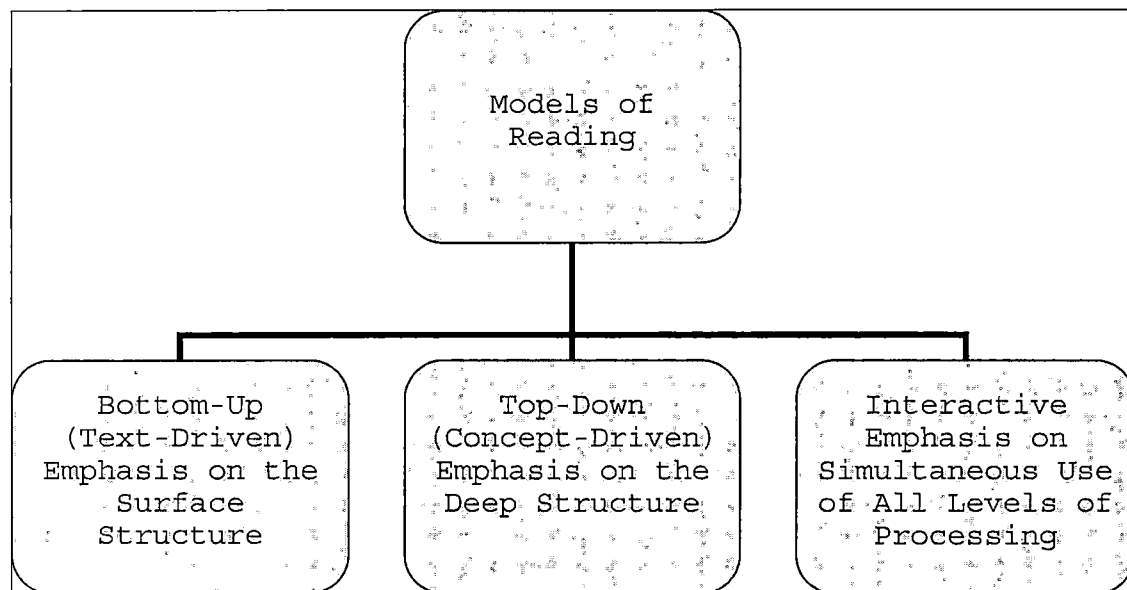 Models of
Reading
Bottom-Up
(Text-Driven)
Emphasis on the
Surface
Structure
Top-Down
(Concept-Driven)
Emphasis on the
Deep Structure
Interactive
Emphasis on
Simultaneous Use
of All Levels of
Processing